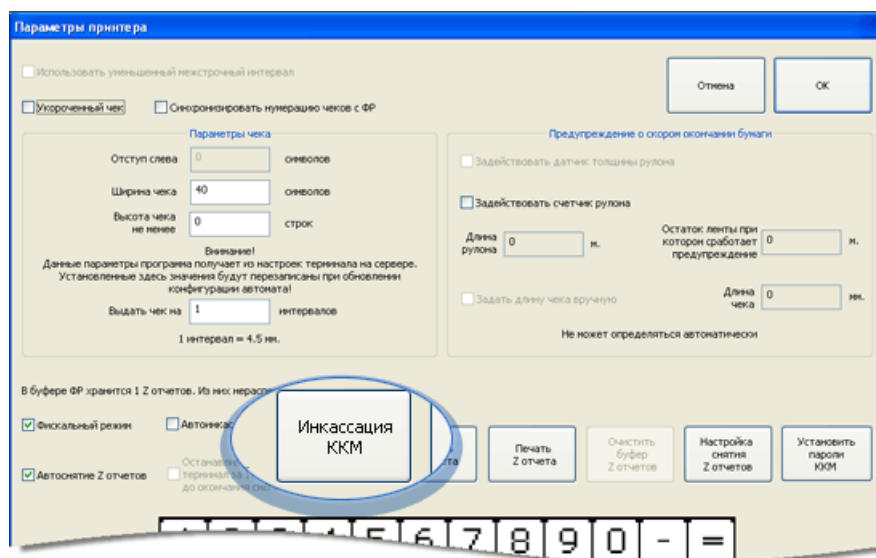 Параметры принтера
Использовать уменьшенный межстрочный интервал
Отмена
ОК
Укороченный чек
Синхронизировать нумерацию чеков с ФР
Параметры чека
Отступ слева 0 символов
Ширина чека 40 символов
Высота чека
не менее 0 строк
Внимание!
Данные параметры программа получает из настроек терминала на сервере.
Установленные здесь значения будут перезаписаны при обновлении
конфигурации автомата!
Выдать чек на 1 интервалов
1 интервал = 4.5 мм.
Предупреждение о скором окончании бумаги
Задействовать датчик толщины рулона
Задействовать счетчик рулона
Длина
рулона 0 м.
Остаток ленты при
котором сработает
предупреждение 0 м.
Задать длину чека вручную
Длина
чека 0 мм.
Не может определяться автоматически
В буфере ФР хранится 1 Z отчетов. Из них
Фискальный режим
Автоснятие Z отчетов
до окончания
Инкассация
ККМ
Печать
Z отчета
Очистить
буфер
Z отчетов
Настройка
снятия
Z отчетов
Установить
пароли
ККМ
5 6 7 8 9 0 - =